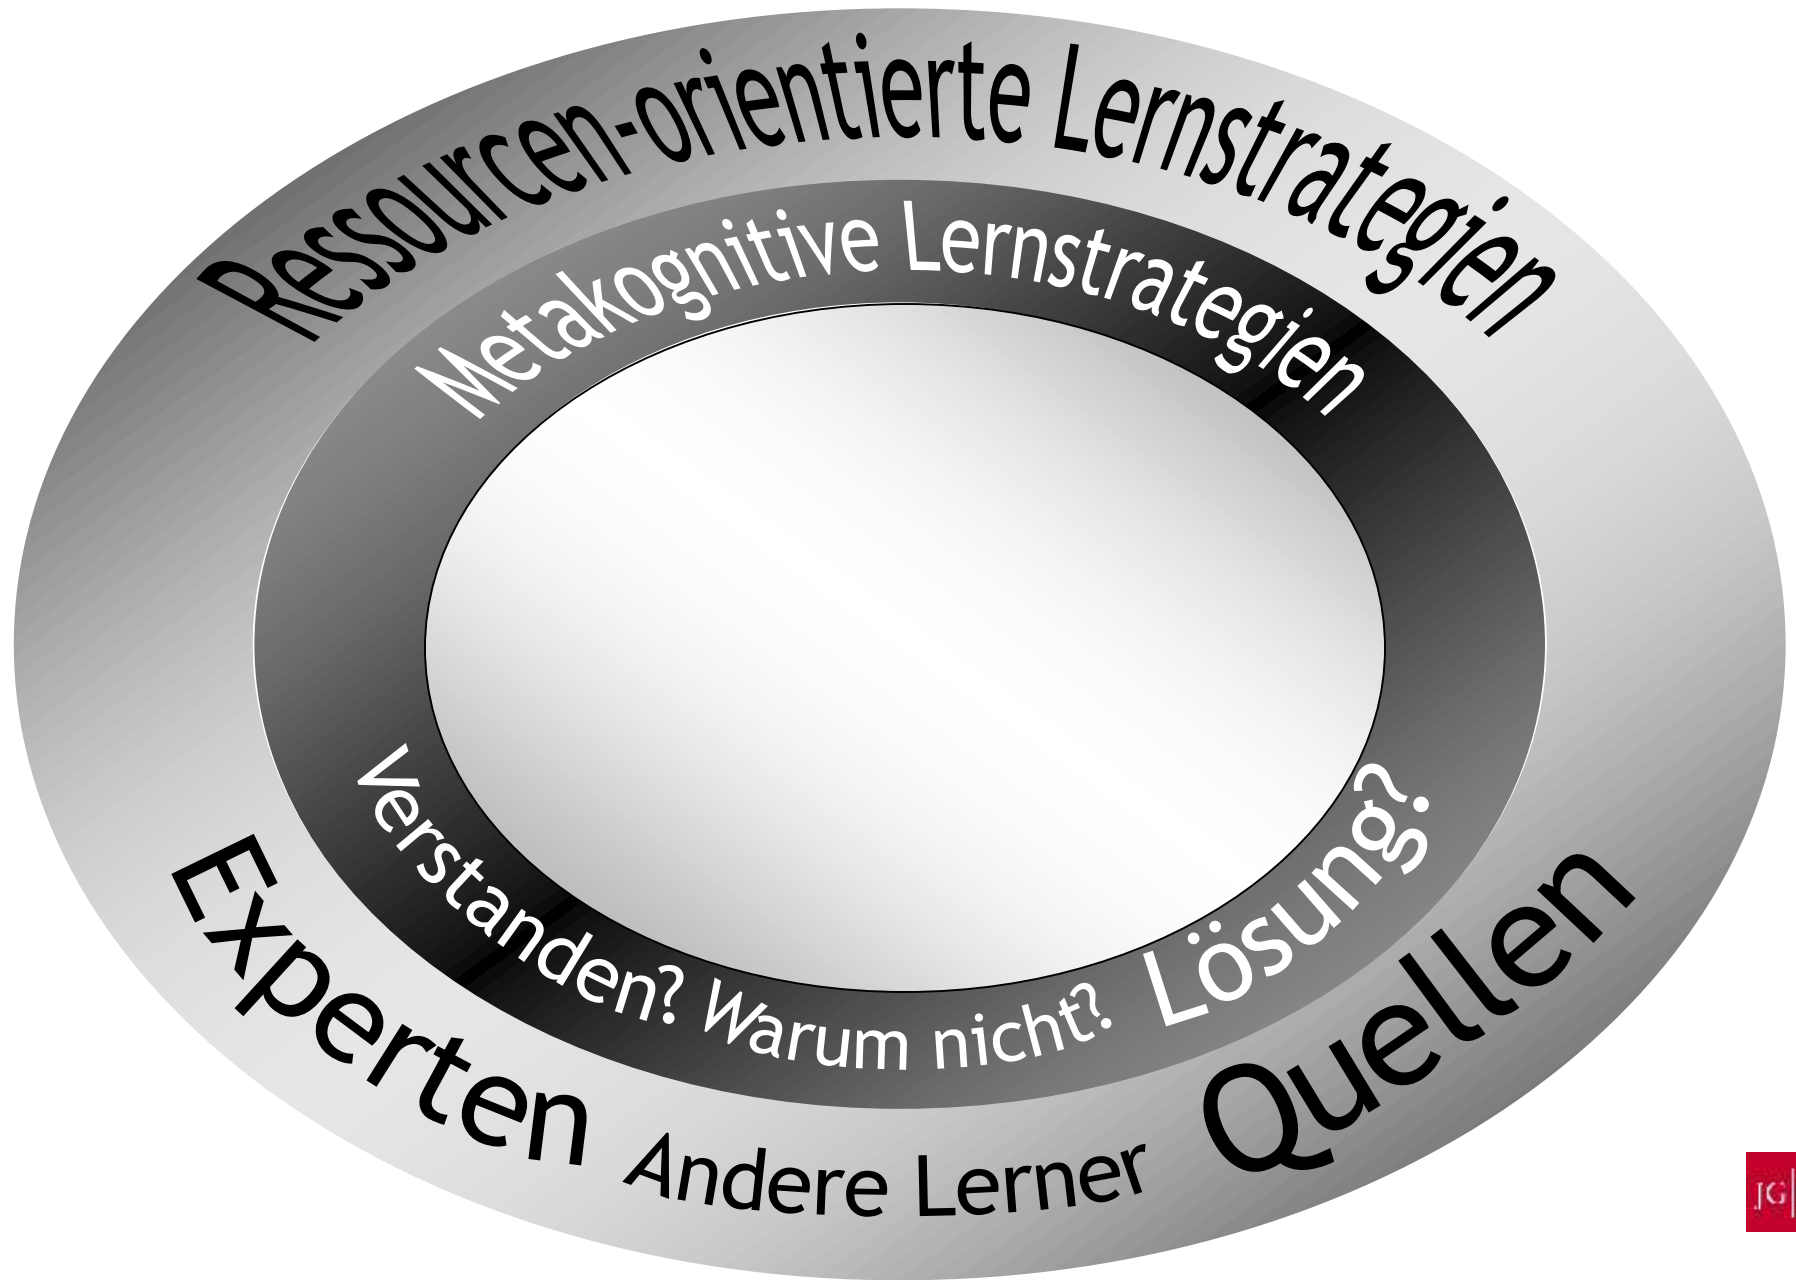 Ressourcen-orientierte Lernstrategien
Metakognitive Lernstrategien
Verstanden? Warum nicht? Lösung?
Experten Andere Lerner Quellen
JG